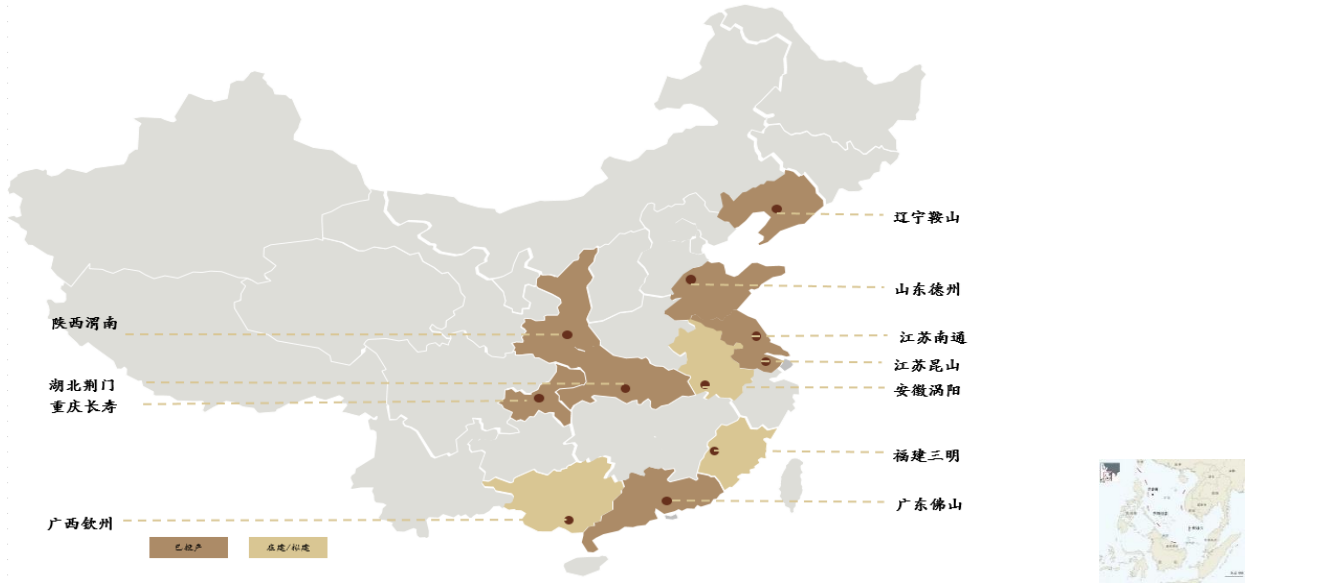 辽宁鞍山
山东德州
陕西渭南
江苏南通
江苏昆山
湖北荆门
安徽涡阳
重庆长寿
福建三明
广东佛山
广西钦州
已投产
在建/拟建